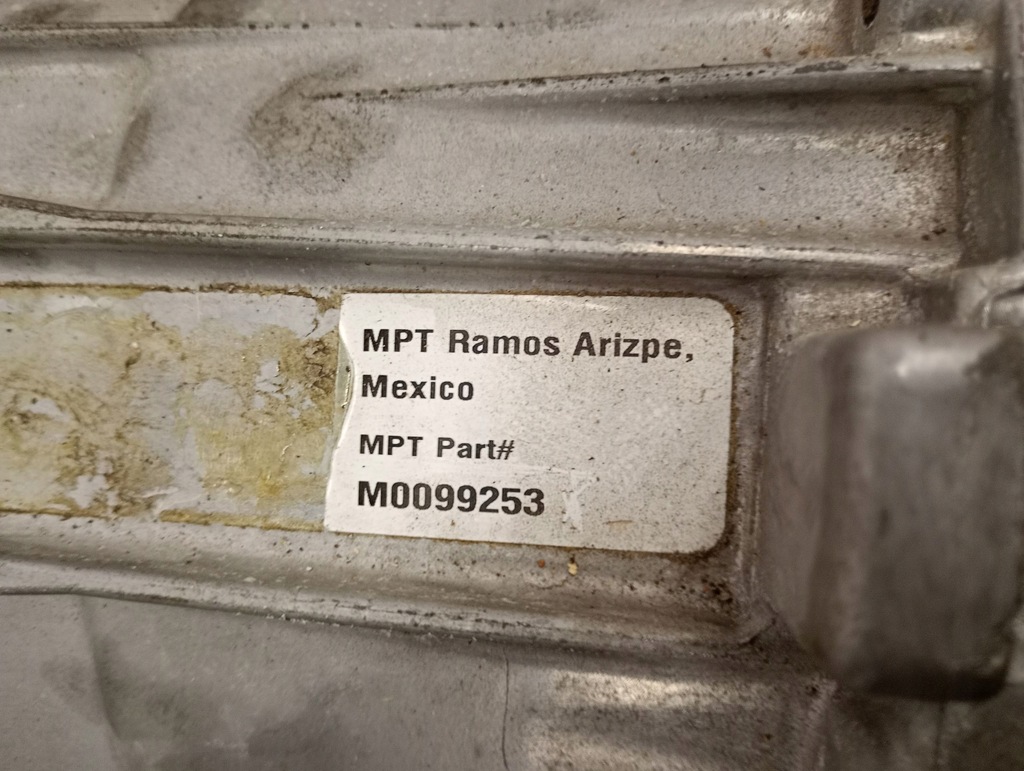 MPT Ramos Arizpe,
Mexico
MPT Part#
M0099253